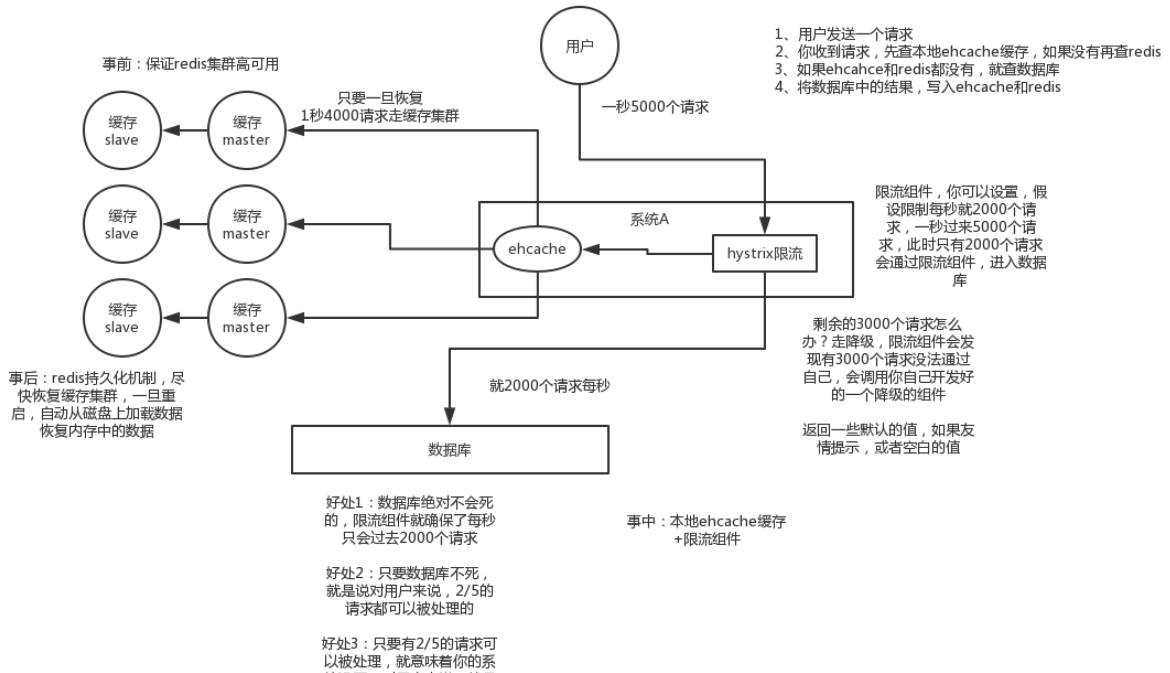 用户
1、用户发送一个请求
2、你收到请求，先查本地ehcache缓存，如果没有再查redis
3、如果ehcahce和redis都没有，就查数据库
4、将数据库中的结果，写入ehcache和redis
事前：保证redis集群高可用
只要一旦恢复
1秒4000请求走缓存集群
一秒5000个请求
缓存
slave
缓存
master
缓存
slave
缓存
master
缓存
slave
缓存
master
系统A
ehcache
hystrix限流
限流组件，你可以设置，假
设限制每秒就2000个请
求，一秒过来5000个请
求，此时只有2000个请求
会通过限流组件，进入数据
库
剩余的3000个请求怎么
办？走降级，限流组件会发
现有3000个请求没法通过
自己，会调用你自己开发好
的一个降级的组件
返回一些默认的值，如果友
情提示，或者空白的值
事后：redis持久化机制，尽
快恢复缓存集群，一旦重
启，自动从磁盘上加载数据
恢复内存中的数据
就2000个请求每秒
数据库
好处1：数据库绝对不会死
的，限流组件就确保了每秒
只会过去2000个请求
事中：本地ehcache缓存
+限流组件
好处2：只要数据库不死，
就是说对用户来说，2/5的
请求都可以被处理的
好处3：只要有2/5的请求可
以被处理，就意味着你的系